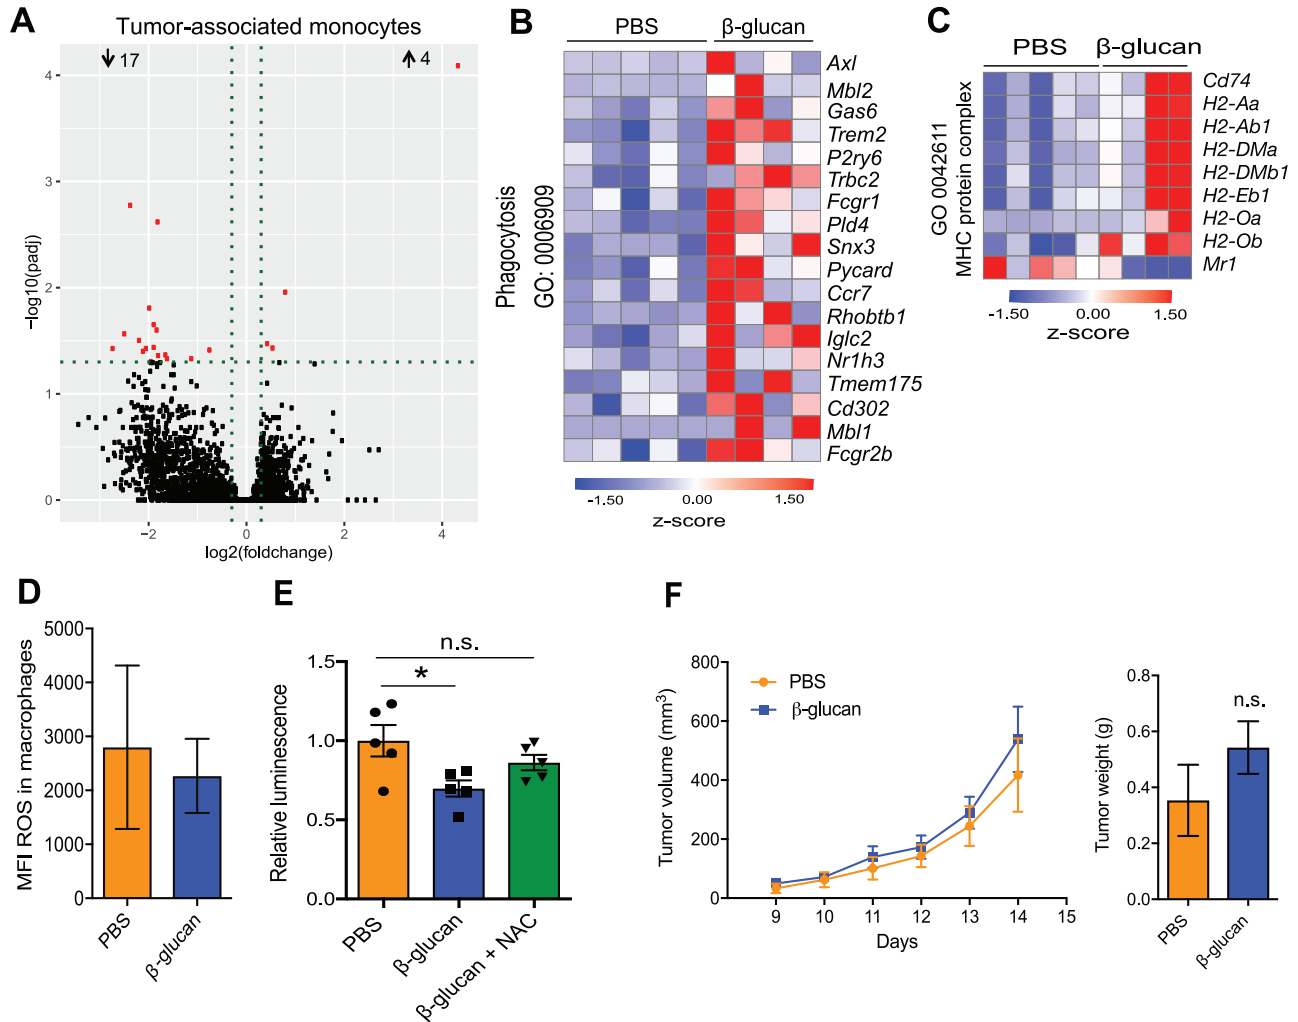 A
Tumor-associated monocytes
↓ 17
↑ 4
4
3
2
1
0
−log10(padj)
−2
0
2
4
log2(foldchange)
B
PBS
β-glucan
Phagocytosis
GO: 0006909
Axl
Mbl2
Gas6
Trem2
P2ry6
Trbc2
Fcgr1
Pld4
Snx3
Pycard
Ccr7
Rhobtb1
Iglc2
Nr1h3
Tmem175
Cd302
Mbl1
Fcgr2b
-1.50
0.00
1.50
z-score
C
PBS
β-glucan
GO 0042611
MHC protein complex
Cd74
H2-Aa
H2-Ab1
H2-DMa
H2-DMb1
H2-Eb1
H2-Oa
H2-Ob
Mr1
-1.50
0.00
1.50
z-score
D
MFI ROS in macrophages
5000
4000
3000
2000
1000
0
PBS
β-glucan
E
Relative luminescence
n.s.
*
1.5
1.0
0.5
0.0
PBS
β-glucan
β-glucan + NAC
F
Tumor volume (mm³)
800
600
400
200
0
PBS
β-glucan
9
10
11
12
13
14
15
Days
Tumor weight (g)
0.8
0.6
0.4
0.2
0.0
n.s.
PBS
β-glucan